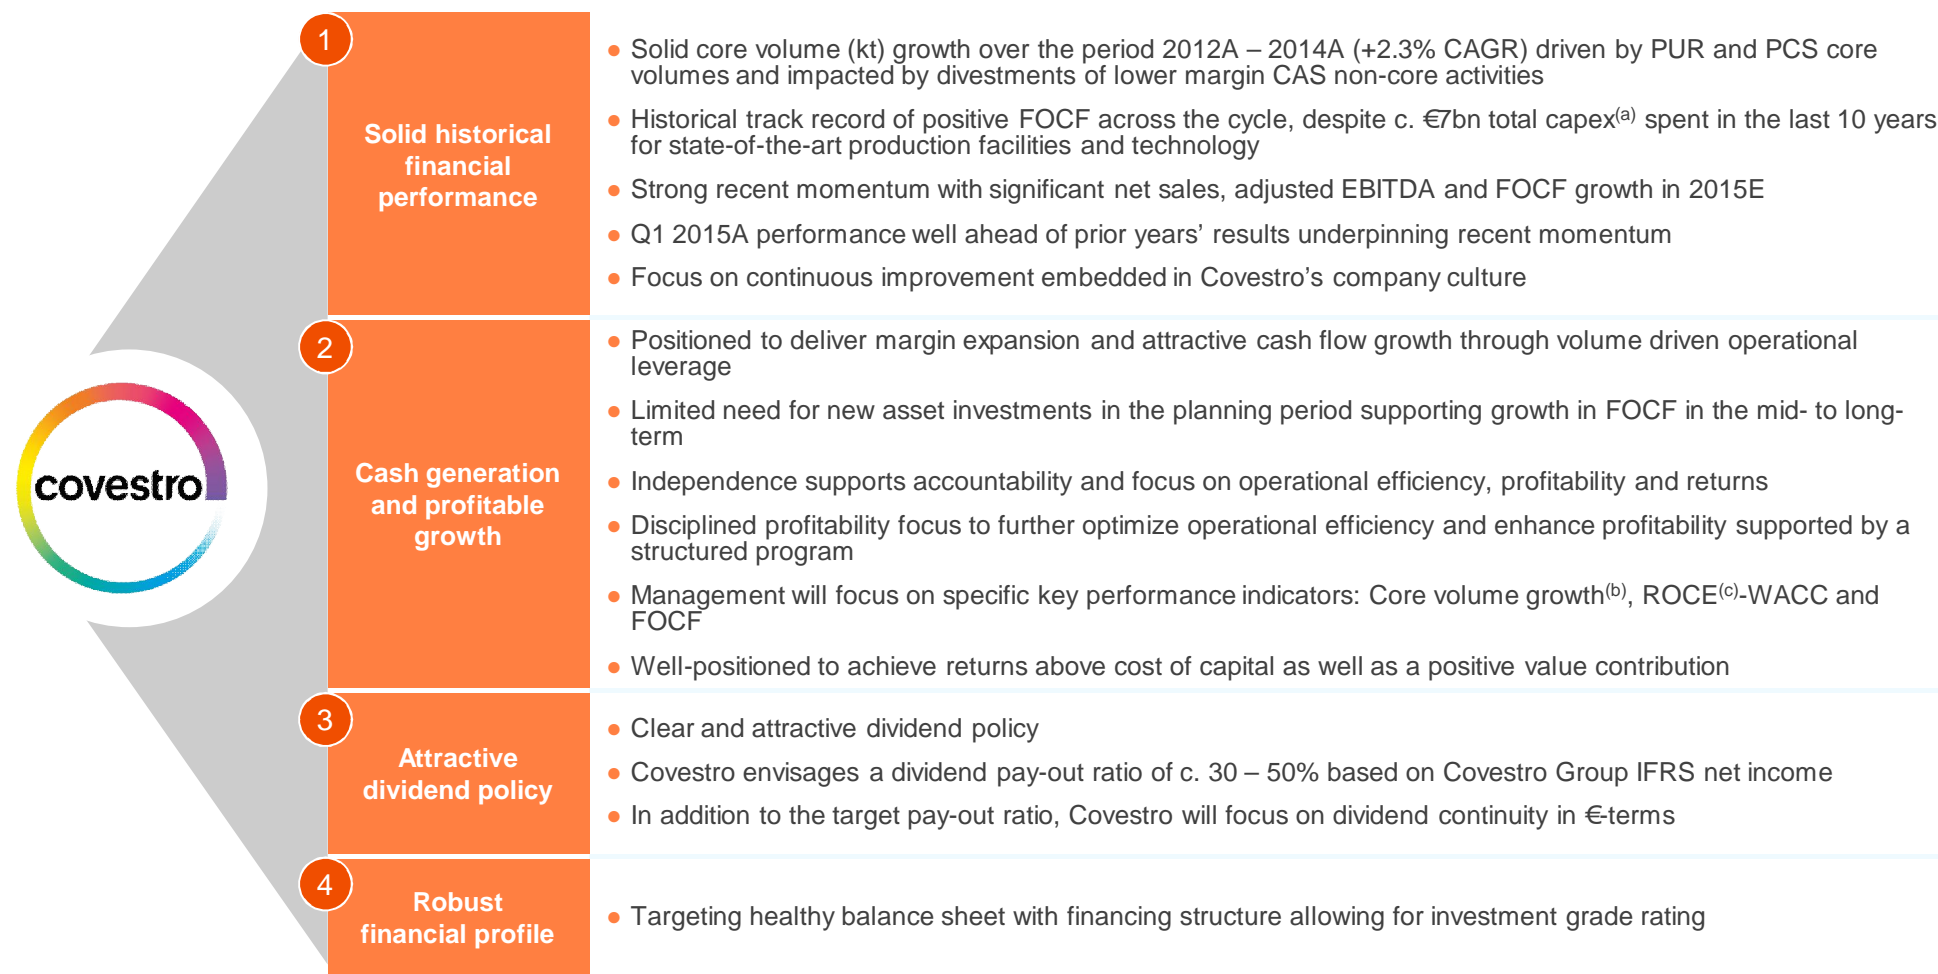 covestro
1
Solid historical
financial
performance
● Solid core volume (kt) growth over the period 2012A – 2014A (+2.3% CAGR) driven by PUR and PCS core
volumes and impacted by divestments of lower margin CAS non-core activities
● Historical track record of positive FOCF across the cycle, despite c. €7bn total capex(a) spent in the last 10 years
for state-of-the-art production facilities and technology
● Strong recent momentum with significant net sales, adjusted EBITDA and FOCF growth in 2015E
● Q1 2015A performance well ahead of prior years’ results underpinning recent momentum
● Focus on continuous improvement embedded in Covestro’s company culture
2
Cash generation
and profitable
growth
● Positioned to deliver margin expansion and attractive cash flow growth through volume driven operational
leverage
● Limited need for new asset investments in the planning period supporting growth in FOCF in the mid- to long-
term
● Independence supports accountability and focus on operational efficiency, profitability and returns
● Disciplined profitability focus to further optimize operational efficiency and enhance profitability supported by a
structured program
● Management will focus on specific key performance indicators: Core volume growth(b), ROCE(c)-WACC and
FOCF
● Well-positioned to achieve returns above cost of capital as well as a positive value contribution
3
Attractive
dividend policy
● Clear and attractive dividend policy
● Covestro envisages a dividend pay-out ratio of c. 30 – 50% based on Covestro Group IFRS net income
● In addition to the target pay-out ratio, Covestro will focus on dividend continuity in €-terms
4
Robust
financial profile
● Targeting healthy balance sheet with financing structure allowing for investment grade rating